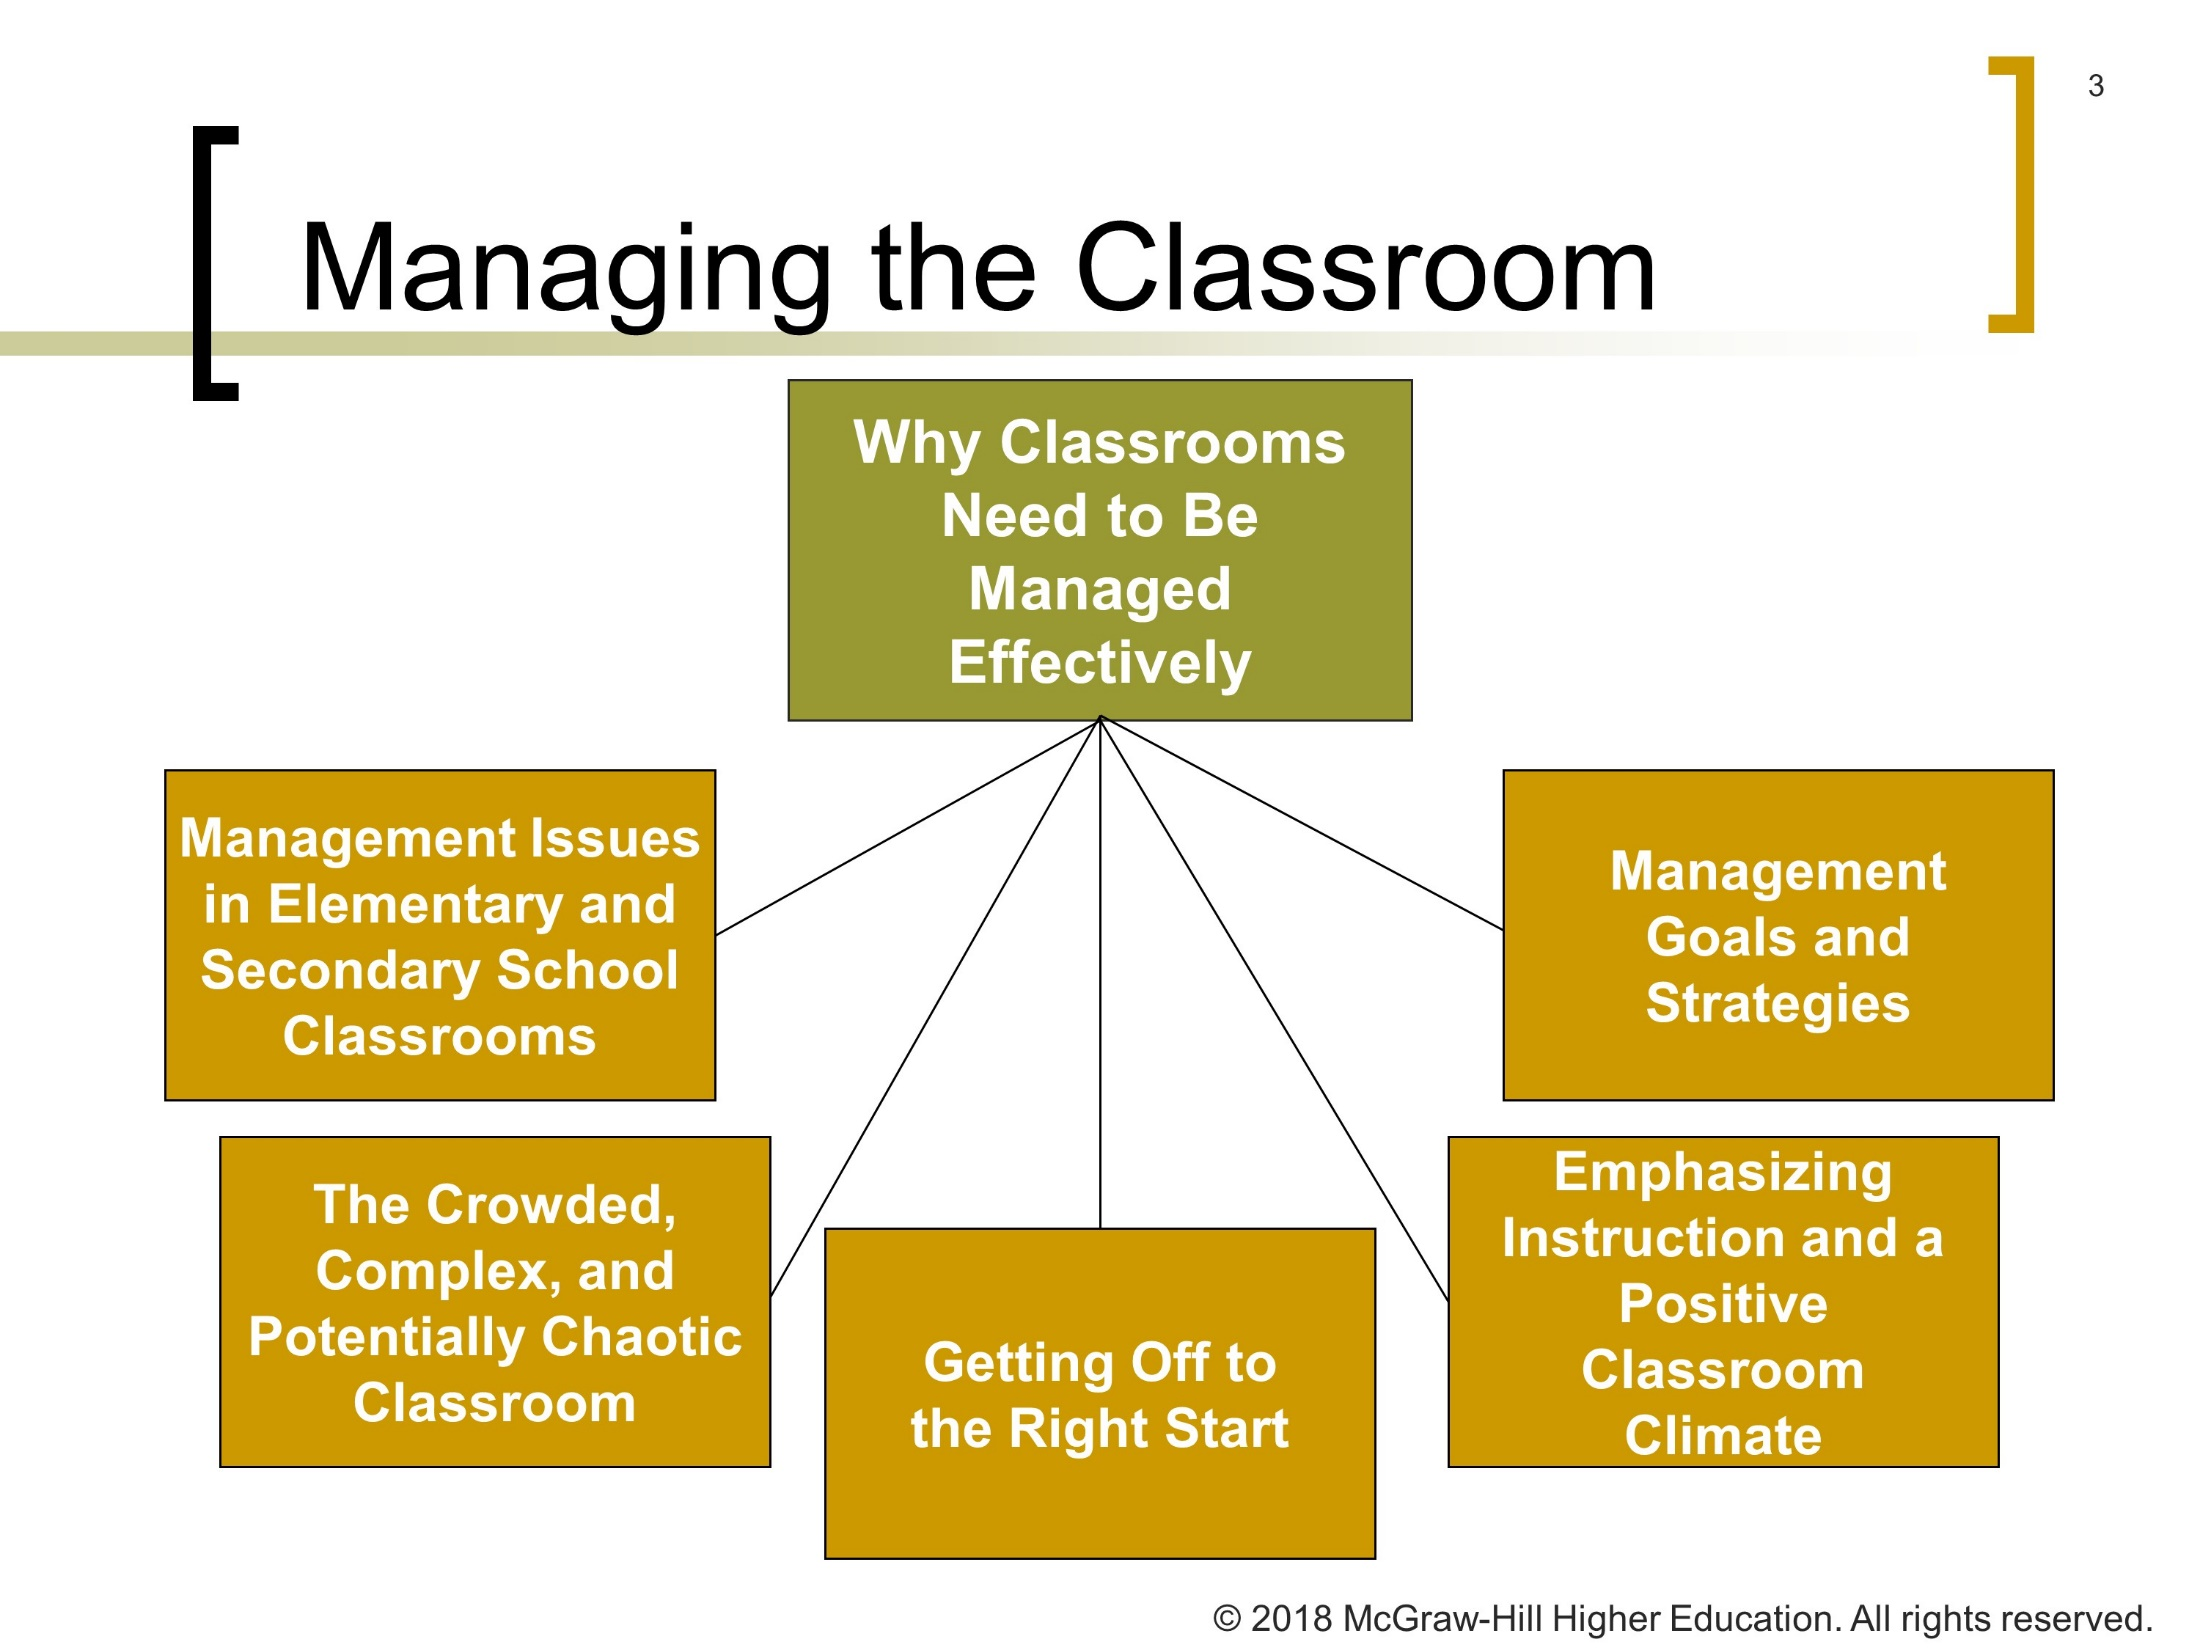 3
Managing the Classroom
Why Classrooms
Need to Be
Managed
Effectively
Management Issues
in Elementary and
Secondary School
Classrooms
The Crowded,
Complex, and
Potentially Chaotic
Classroom
Getting Off to
the Right Start
Emphasizing
Instruction and a
Positive
Classroom
Climate
Management
Goals and
Strategies
© 2018 McGraw-Hill Higher Education. All rights reserved.